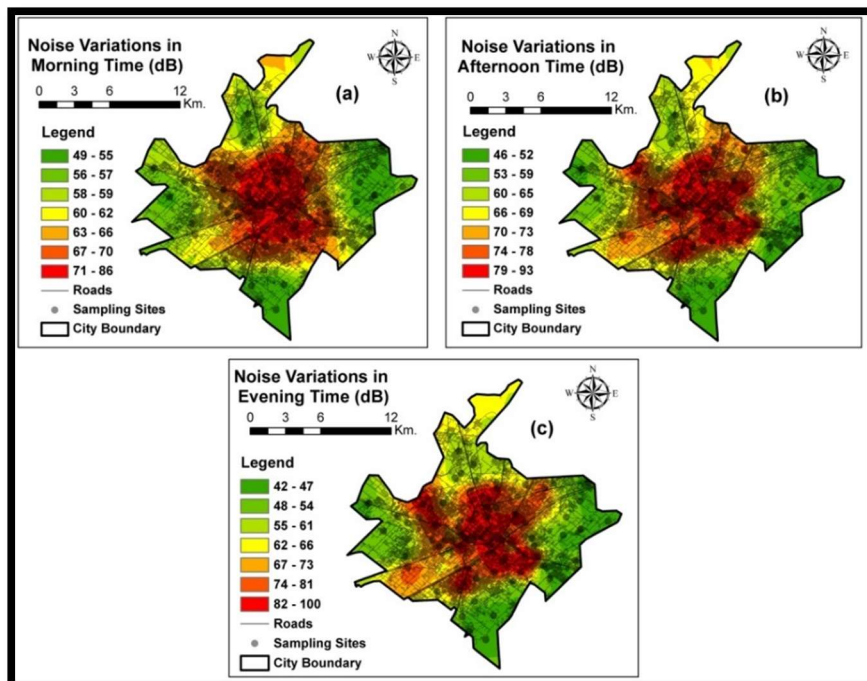 Noise Variations in
Morning Time (dB)
0 3 6 12
Km.
(a)
N
W E
S
Legend
49 - 55
56 - 57
58 - 59
60 - 62
63 - 66
67 - 70
71 - 86
Roads
Sampling Sites
City Boundary
Noise Variations in
Afternoon Time (dB)
0 3 6 12
Km.
(b)
N
W E
S
Legend
46 - 52
53 - 59
60 - 65
66 - 69
70 - 73
74 - 78
79 - 93
Roads
Sampling Sites
City Boundary
Noise Variations in
Evening Time (dB)
0 3 6 12
Km.
(c)
N
W E
S
Legend
42 - 47
48 - 54
55 - 61
62 - 66
67 - 73
74 - 81
82 - 100
Roads
Sampling Sites
City Boundary